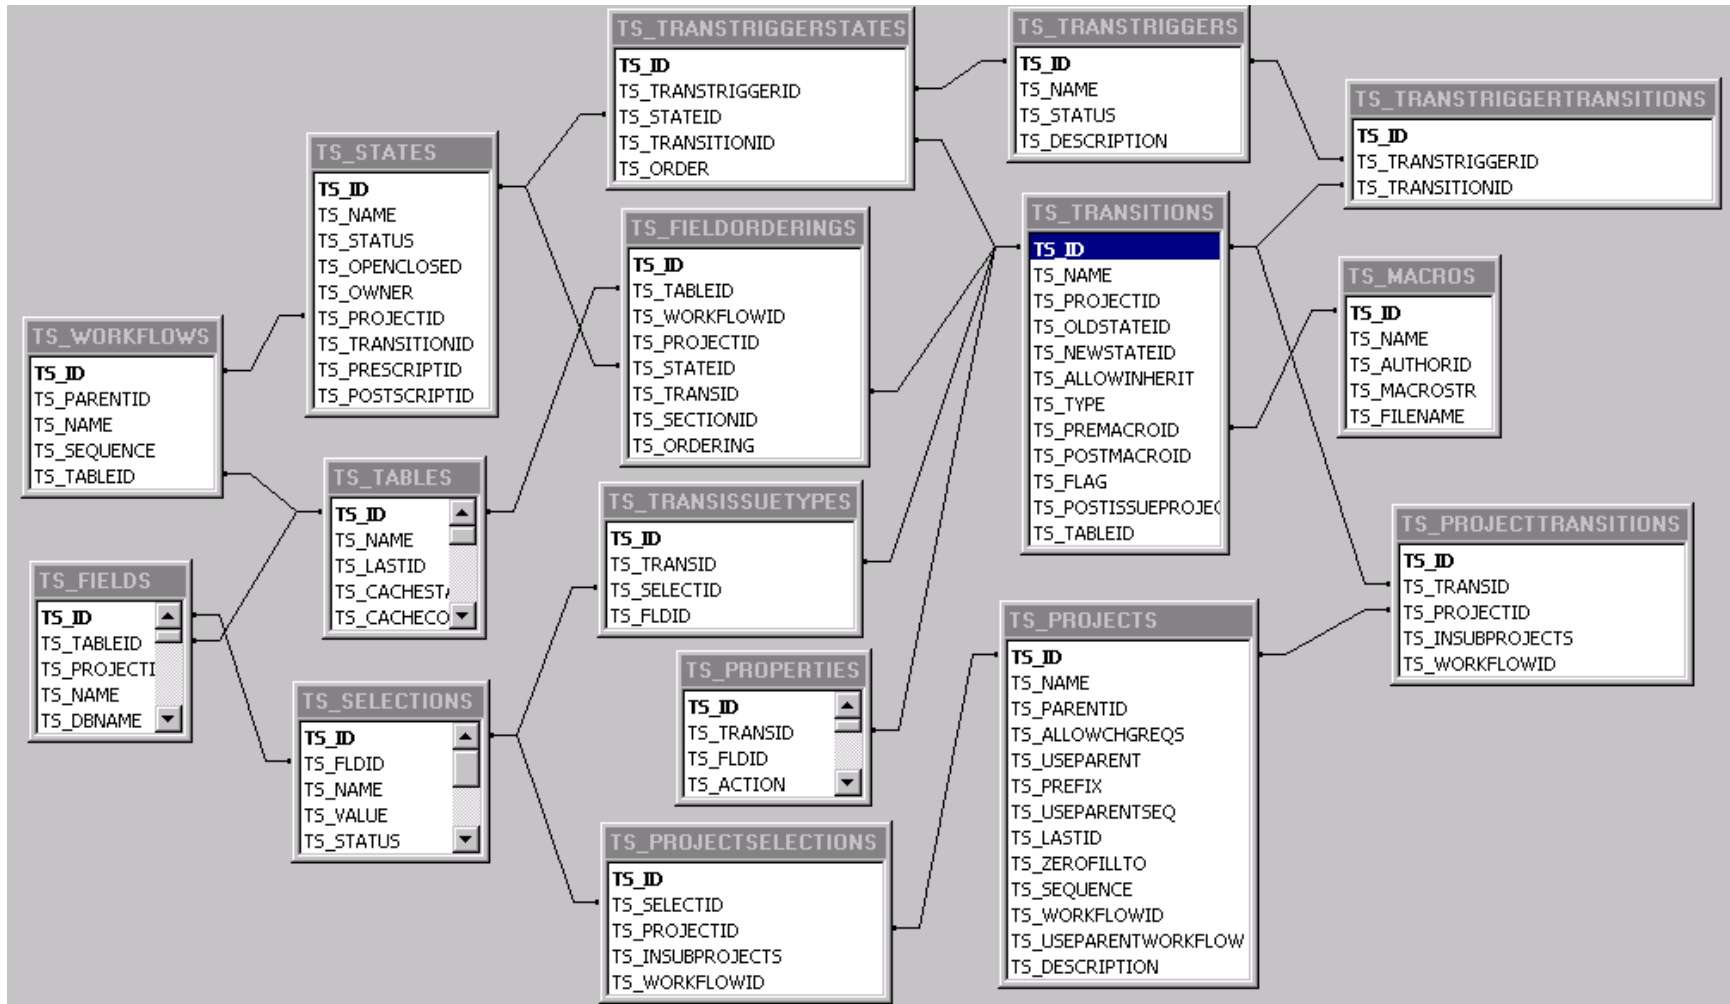 TS_TRANSTRIGGERSTATES
TS_ID
TS_TRANSTRIGGERID
TS_STATEID
TS_TRANSITIONID
TS_ORDER
TS_TRANSTRIGGERS
TS_ID
TS_NAME
TS_STATUS
TS_DESCRIPTION
TS_TRANSTRIGGERTRANSITIONS
TS_ID
TS_TRANSTRIGGERID
TS_TRANSITIONID
TS_STATES
TS_ID
TS_NAME
TS_STATUS
TS_OPENCLOSED
TS_OWNER
TS_PROJECTID
TS_TRANSITIONID
TS_PRESCRIPTID
TS_POSTSCRIPTID
TS_FIELDORDERINGS
TS_ID
TS_TABLEID
TS_WORKFLOWID
TS_PROJECTID
TS_STATEID
TS_TRANSID
TS_SECTIONID
TS_ORDERING
TS_TRANSITIONS
TS_ID
TS_NAME
TS_PROJECTID
TS_OLDSTATEID
TS_NEWSTATEID
TS_ALLOWINHERIT
TS_TYPE
TS_PREMACROID
TS_POSTMACROID
TS_FLAG
TS_POSTISSUEPROJEC
TS_TABLEID
TS_MACROS
TS_ID
TS_NAME
TS_AUTHORID
TS_MACROSTR
TS_FILENAME
TS_WORKFLOWS
TS_ID
TS_PARENTID
TS_NAME
TS_SEQUENCE
TS_TABLEID
TS_TABLES
TS_ID
TS_NAME
TS_LASTID
TS_CACHESTA
TS_CACHECO
TS_TRANSISSUETYPES
TS_ID
TS_TRANSID
TS_SELECTID
TS_FLDID
TS_PROJECTTRANSITIONS
TS_ID
TS_TRANSID
TS_PROJECTID
TS_INSUBPROJECTS
TS_WORKFLOWID
TS_FIELDS
TS_ID
TS_TABLEID
TS_PROJECTI
TS_NAME
TS_DBNAME
TS_SELECTIONS
TS_ID
TS_FLDID
TS_NAME
TS_VALUE
TS_STATUS
TS_PROPERTIES
TS_ID
TS_TRANSID
TS_FLDID
TS_ACTION
TS_PROJECTS
TS_ID
TS_NAME
TS_PARENTID
TS_ALLOWCHGREQS
TS_USEPARENT
TS_PREFIX
TS_USEPARENTSEQ
TS_LASTID
TS_ZEROFILLTO
TS_SEQUENCE
TS_WORKFLOWID
TS_USEPARENTWORKFLOW
TS_DESCRIPTION
TS_PROJECTSELECTIONS
TS_ID
TS_SELECTID
TS_PROJECTID
TS_INSUBPROJECTS
TS_WORKFLOWID